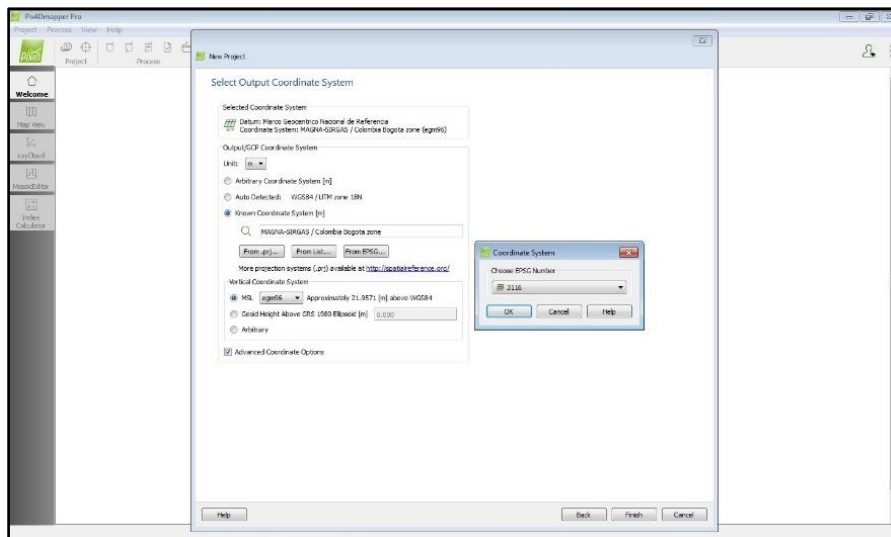 Pix4Dmapper Pro
Project Process View Help
Project
Process
Welcome
Map View
rayCloud
MosaicEditor
Index
Calculator
New Project
Select Output Coordinate System
Selected Coordinate System
Datum: Marco Geocentrico Nacional de Referencia
Coordinate System: MAGNA-SIRGAS / Colombia Bogota zone (egm96)
Output/GCP Coordinate System
Unit: m
Arbitrary Coordinate System [m]
Auto Detected: WGS84 / UTM zone 18N
Known Coordinate System [m]
MAGNA-SIRGAS / Colombia Bogota zone
From .prj... From List... From EPSG...
More projection systems (.prj) available at http://spatialreference.org/
Vertical Coordinate System
MSL egm96 Approximately 21.9571 [m] above WGS84
Geoid Height Above GRS 1980 Ellipsoid [m] 0.000
Arbitrary
Advanced Coordinate Options
Coordinate System
Choose EPSG Number
3116
OK Cancel Help
Help Back Finish Cancel